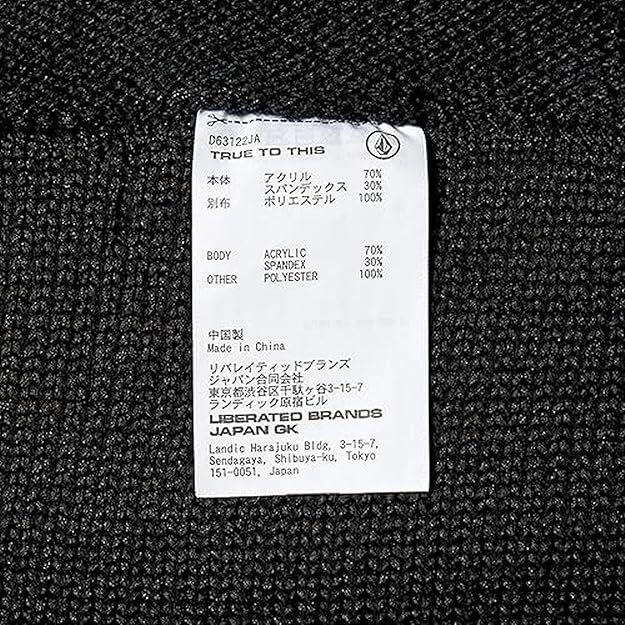 D63122JA
TRUE TO THIS
本体 アクリル 70%
スパンデックス 30%
別布 ポリエステル 100%
BODY ACRYLIC 70%
SPANDEX 30%
OTHER POLYESTER 100%
中国製
Made in China
リバレイティッドブランズ
ジャパン合同会社
東京都渋谷区千駄ヶ谷3-15-7
ランディック原宿ビル
LIBERATED BRANDS
JAPAN GK
Landic Harajuku Bldg, 3-15-7,
Sendagaya, Shibuya-ku, Tokyo
151-0051, Japan